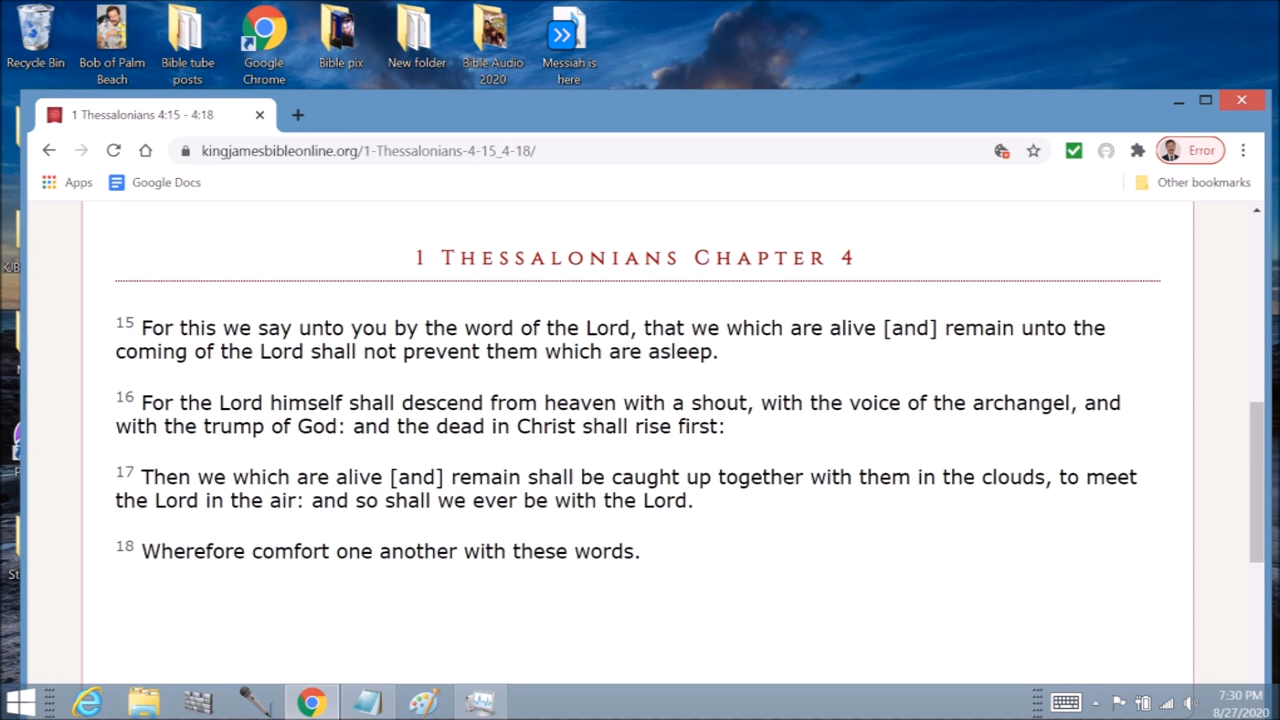 Recycle Bin
Bob of Palm Beach
Bible tube posts
Google Chrome
Bible pix
New folder
Bible Audio 2020
Messiah is here
1 Thessalonians 4:15 - 4:18
kingjamesbibleonline.org/1-Thessalonians-4-15_4-18/
Error
Apps
Google Docs
Other bookmarks
1 Thessalonians Chapter 4
15 For this we say unto you by the word of the Lord, that we which are alive [and] remain unto the
coming of the Lord shall not prevent them which are asleep.
16 For the Lord himself shall descend from heaven with a shout, with the voice of the archangel, and
with the trump of God: and the dead in Christ shall rise first:
17 Then we which are alive [and] remain shall be caught up together with them in the clouds, to meet
the Lord in the air: and so shall we ever be with the Lord.
18 Wherefore comfort one another with these words.
7:30 PM
8/27/2020